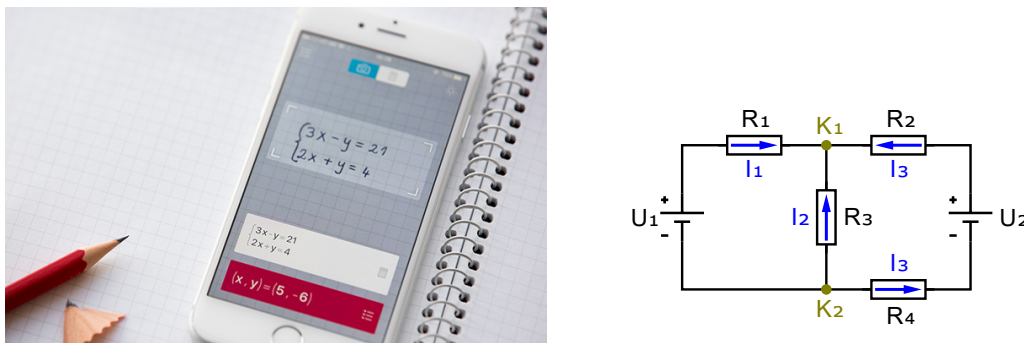 3x - y = 21
2x + y = 4
3x-y=21
2x+y=4
(x, y)=(5, -6)
R1
K1
R2
I1
I3
+
+
U1
I2
R3
U2
-
-
I3
K2
R4